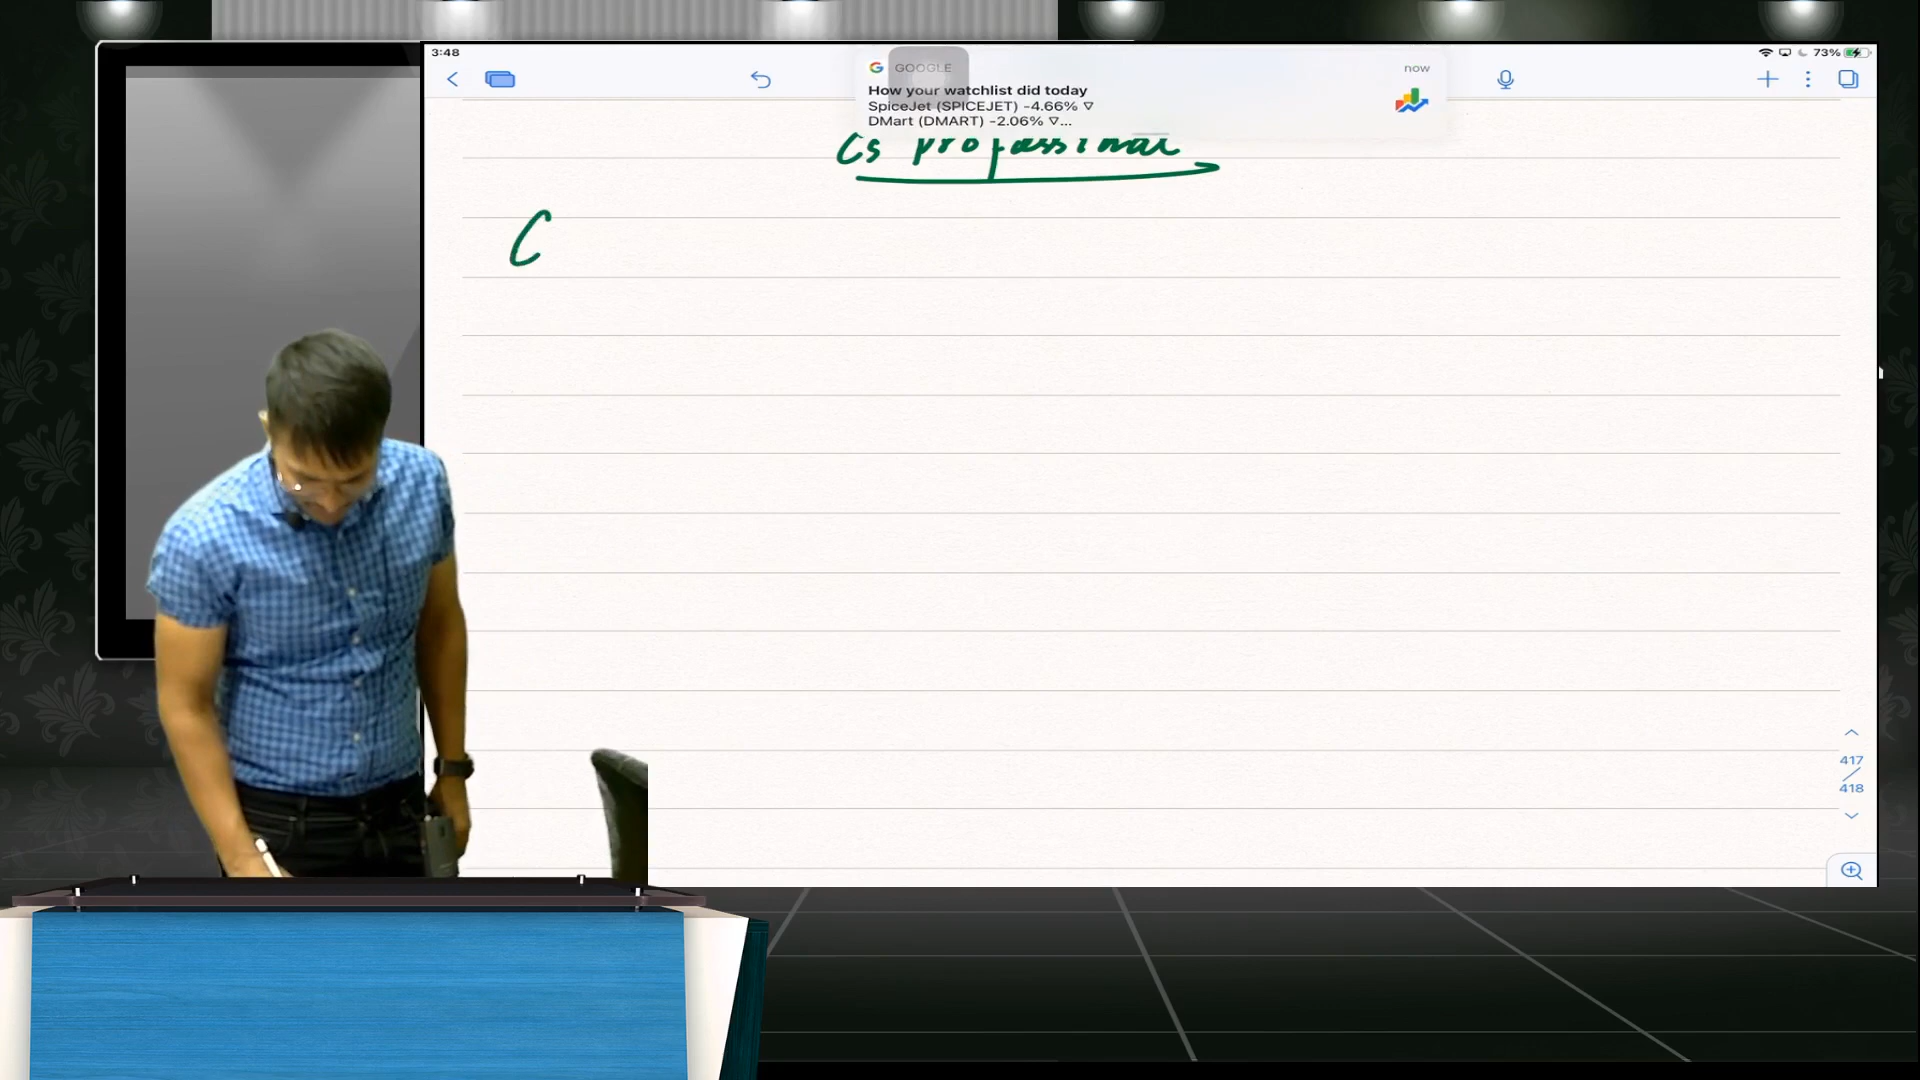 3:48
73%
GOOGLE
now
How your watchlist did today
SpiceJet (SPICEJET) -4.66% ▽
DMart (DMART) -2.06% ▽...
Cs professional
C
417
418